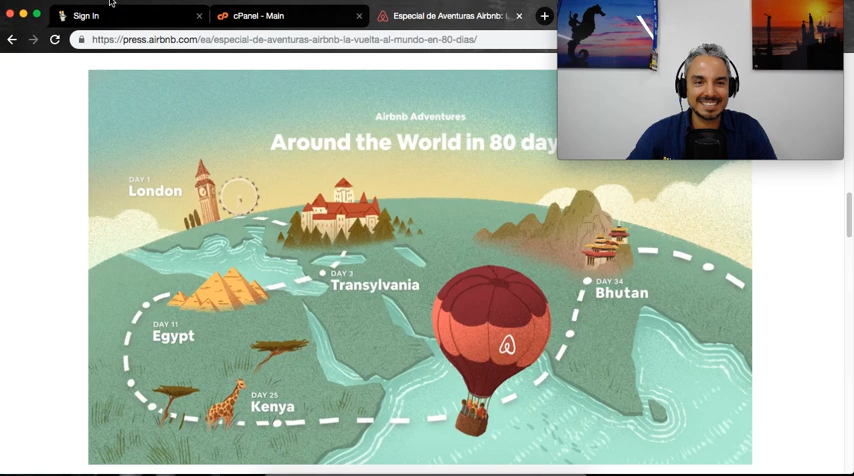 Sign In
cPanel - Main
Especial de Aventuras Airbnb:
https://press.airbnb.com/ea/especial-de-aventuras-airbnb-la-vuelta-al-mundo-en-80-dias/
Airbnb Adventures
Around the World in 80 day
DAY 1
London
DAY 3
Transylvania
DAY 34
Bhutan
DAY 11
Egypt
DAY 25
Kenya